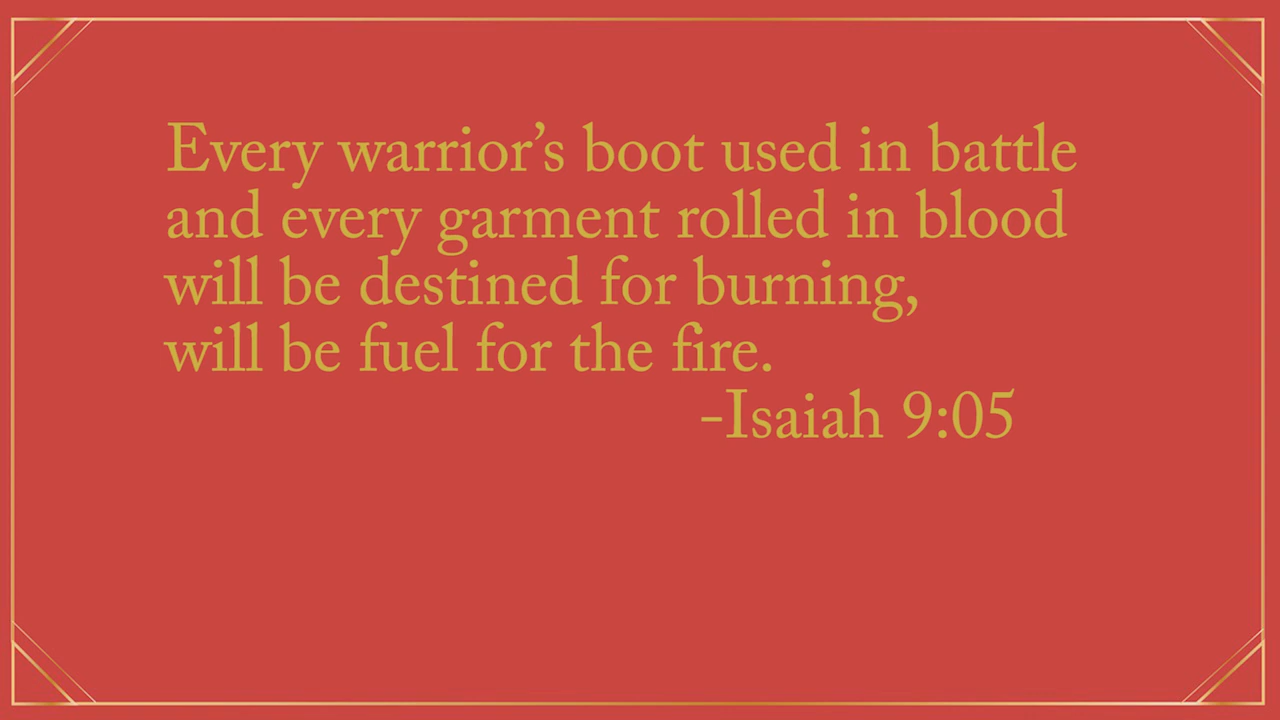 Every warrior’s boot used in battle
and every garment rolled in blood
will be destined for burning,
will be fuel for the fire.
-Isaiah 9:05